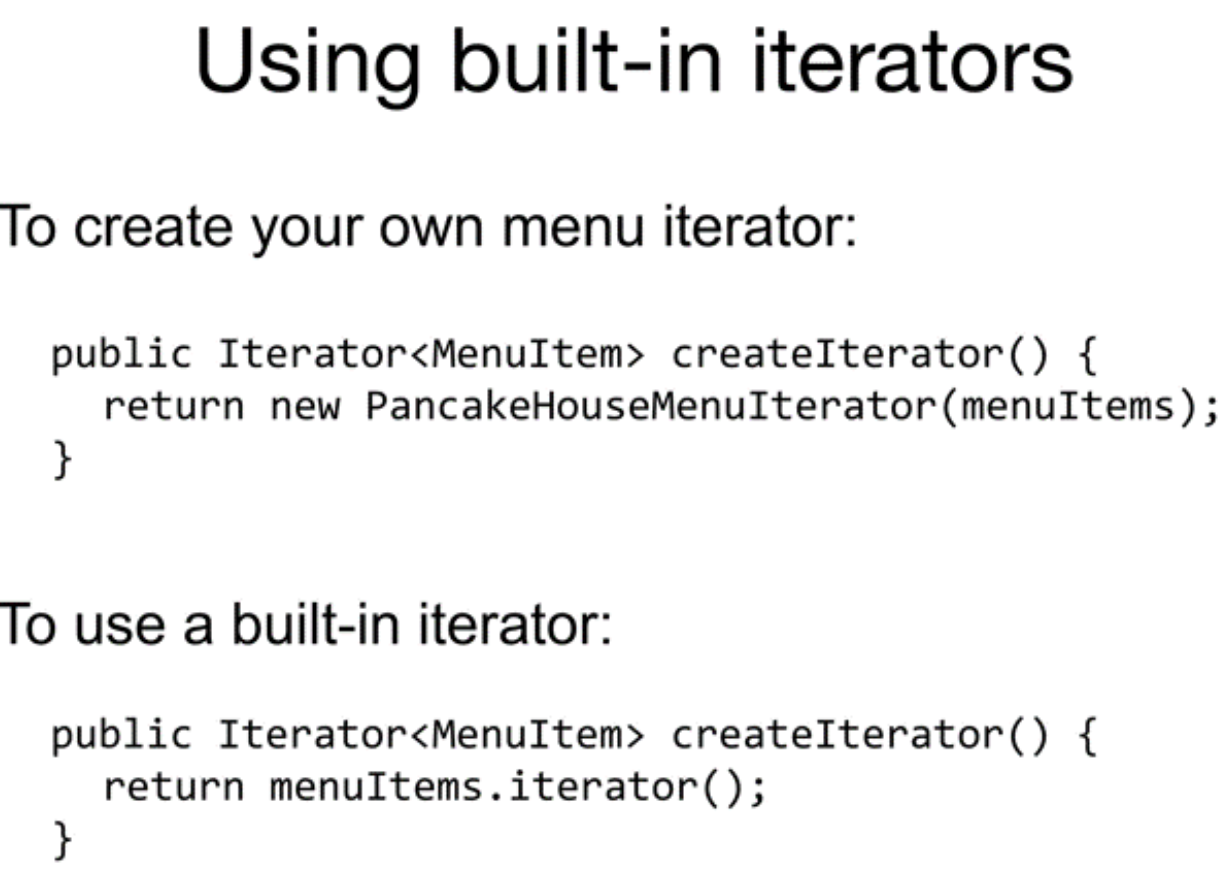 Using built-in iterators
To create your own menu iterator:
public Iterator<MenuItem> createIterator() {
return new PancakeHouseMenuIterator(menuItems);
}
To use a built-in iterator:
public Iterator<MenuItem> createIterator() {
return menuItems.iterator();
}